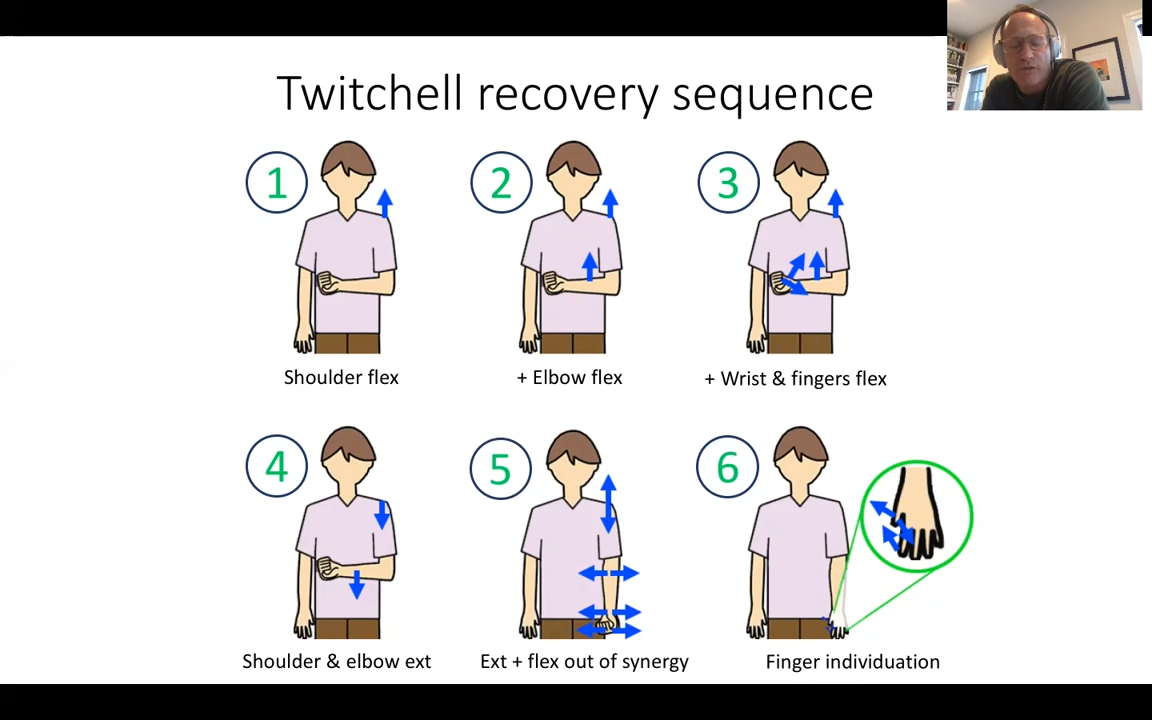 Twitchell recovery sequence
1
2
3
Shoulder flex
+ Elbow flex
+ Wrist & fingers flex
4
5
6
Shoulder & elbow ext
Ext + flex out of synergy
Finger individuation